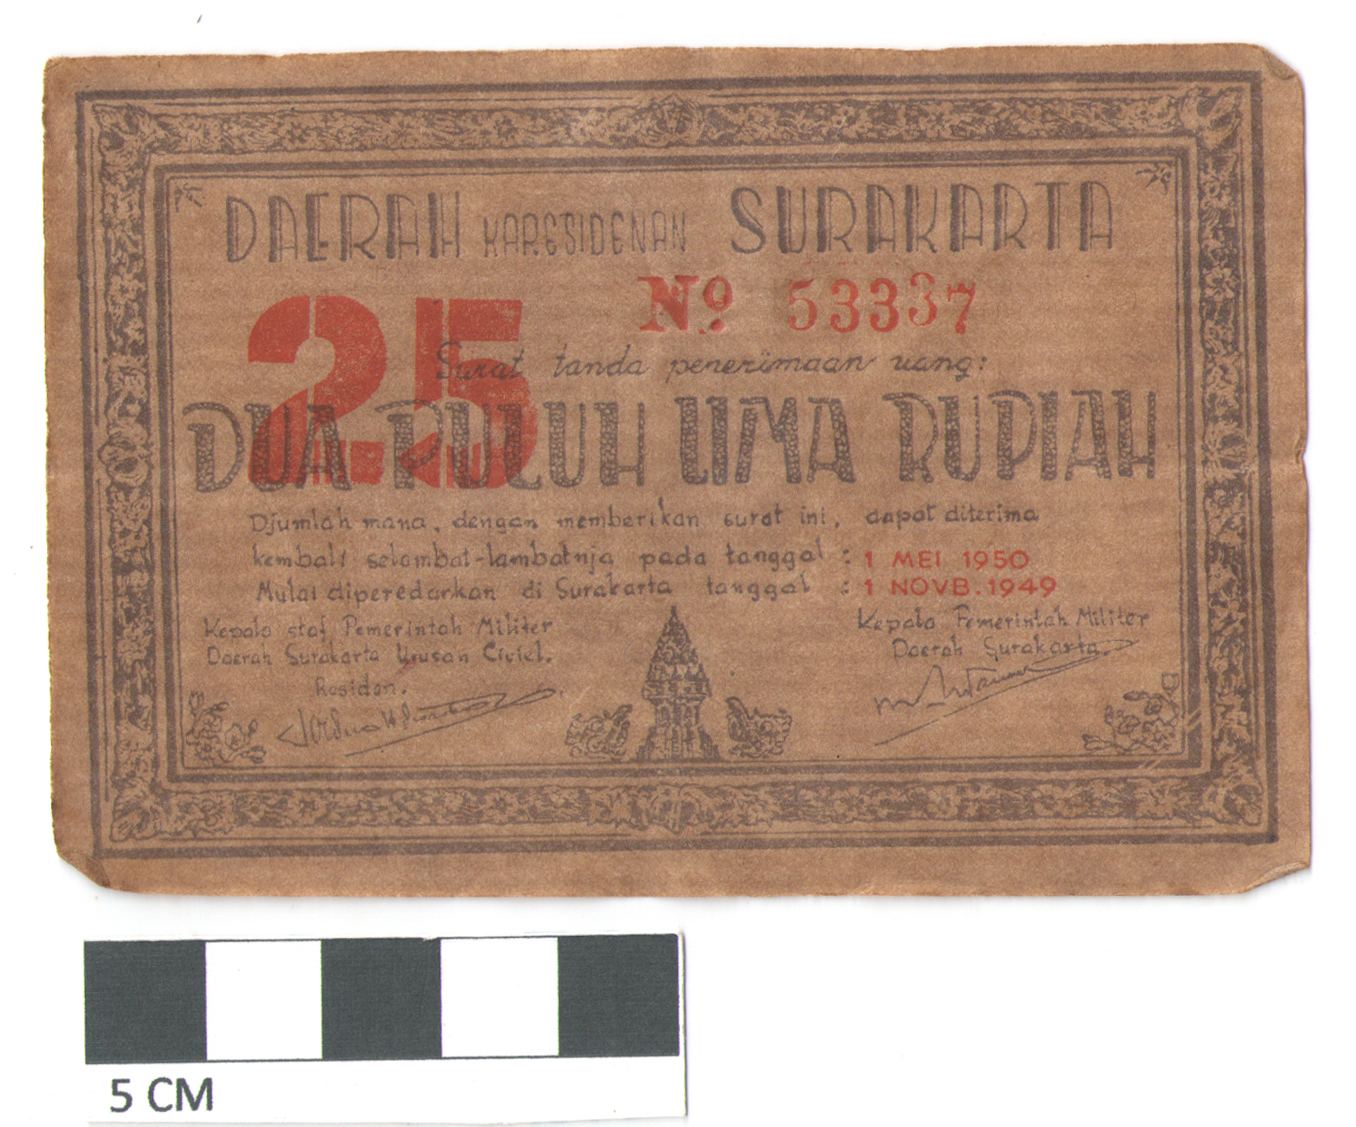 DAERAH KARESIDENAN SURAKARTA
No 53337
25
Surat tanda penerimaan uang:
DUA PULUH LIMA RUPIAH
Djumlah mana, dengan memberikan surat ini, dapat diterima
kembali selambat-lambatnja pada tanggal : 1 MEI 1950
Mulai diperedarkan di Surakarta tanggal : 1 NOVB. 1949
Kepala staf Pemerintah Militer
Daerah Surakarta Urusan Civiel.
Residen.
Kepala Pemerintah Militer
Daerah Surakarta.
5 CM